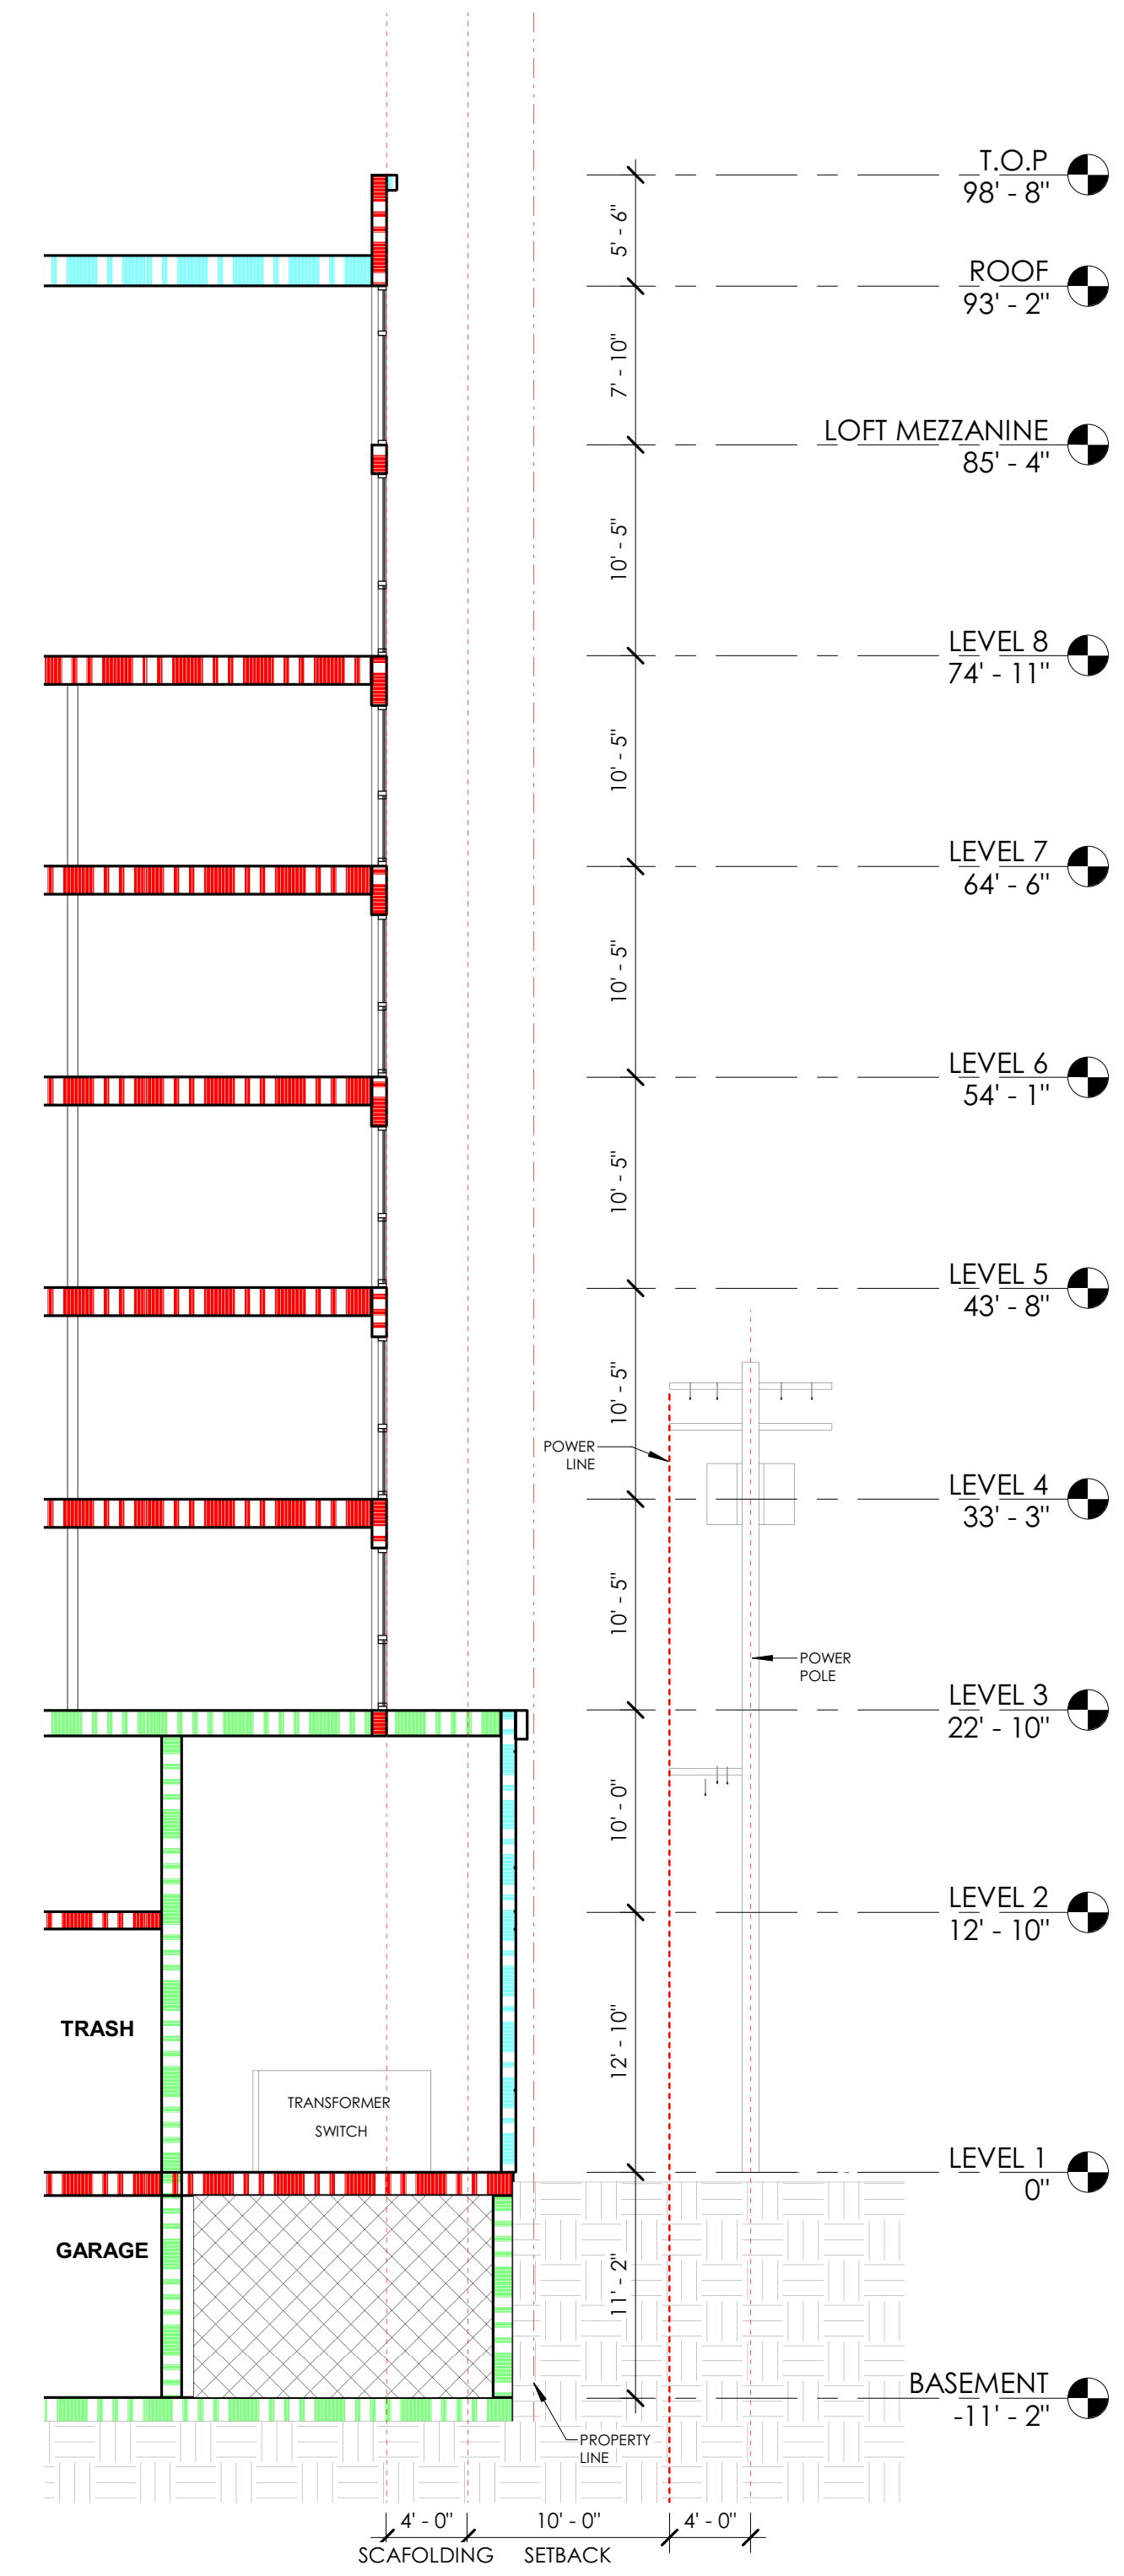 T.O.P
98' - 8"
5' - 6"
ROOF
93' - 2"
7' - 10"
LOFT MEZZANINE
85' - 4"
10' - 5"
LEVEL 8
74' - 11"
10' - 5"
LEVEL 7
64' - 6"
10' - 5"
LEVEL 6
54' - 1"
10' - 5"
LEVEL 5
43' - 8"
10' - 5"
POWER
LINE
LEVEL 4
33' - 3"
10' - 5"
POWER
POLE
LEVEL 3
22' - 10"
10' - 0"
LEVEL 2
12' - 10"
TRASH
12' - 10"
TRANSFORMER
SWITCH
LEVEL 1
0"
GARAGE
11' - 2"
BASEMENT
-11' - 2"
PROPERTY
LINE
4' - 0" 10' - 0" 4' - 0"
SCAFOLDING SETBACK